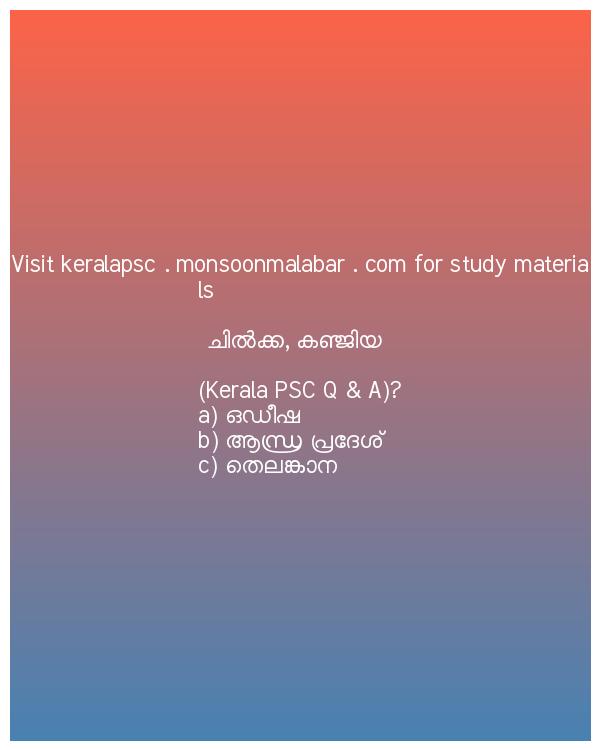 Visit keralapsc . monsoonmalabar . com for study materia
ls
ചിൽക്ക, കഞ്ജിയ
(Kerala PSC Q & A)?
a) ഒഡീഷ
b) ആന്ധ്ര പ്രദേശ്
c) തെലങ്കാന